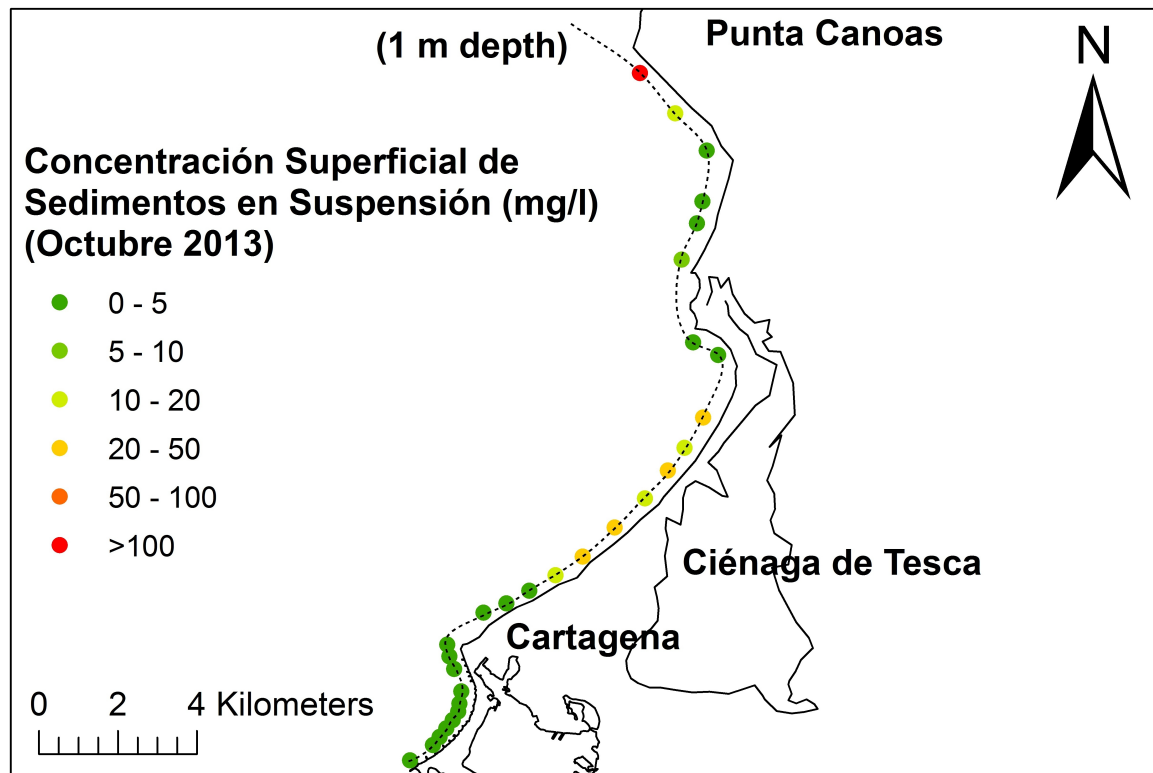 (1 m depth)
Punta Canoas
N
Concentración Superficial de
Sedimentos en Suspensión (mg/l)
(Octubre 2013)
0 - 5
5 - 10
10 - 20
20 - 50
50 - 100
>100
Ciénaga de Tesca
Cartagena
0 2 4 Kilometers